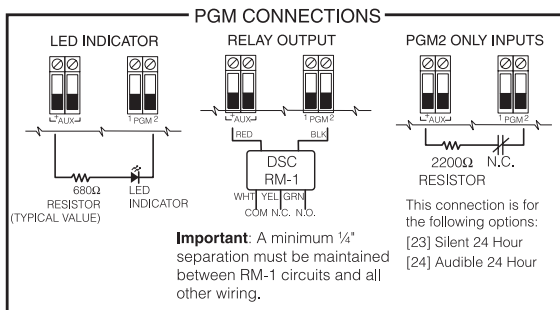 PGM CONNECTIONS
LED INDICATOR
+AUX-
1 PGM 2
680Ω
RESISTOR
(TYPICAL VALUE)
LED
INDICATOR
RELAY OUTPUT
+AUX-
1 PGM 2
RED
BLK
DSC
RM-1
WHT YEL GRN
COM N.C. N.O.
Important: A minimum ¼"
separation must be maintained
between RM-1 circuits and all
other wiring.
PGM2 ONLY INPUTS
+AUX-
1 PGM 2
2200Ω
RESISTOR
N.C.
This connection is for
the following options:
[23] Silent 24 Hour
[24] Audible 24 Hour